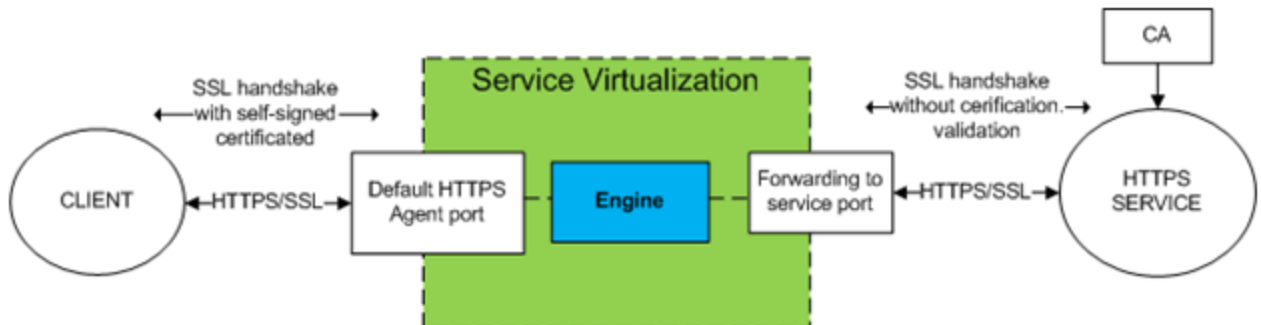 CA
Service Virtualization
SSL handshake
with self-signed
certificated
SSL handshake
without cerification.
validation
CLIENT
HTTPS/SSL
Default HTTPS
Agent port
Engine
Forwarding to
service port
HTTPS/SSL
HTTPS
SERVICE